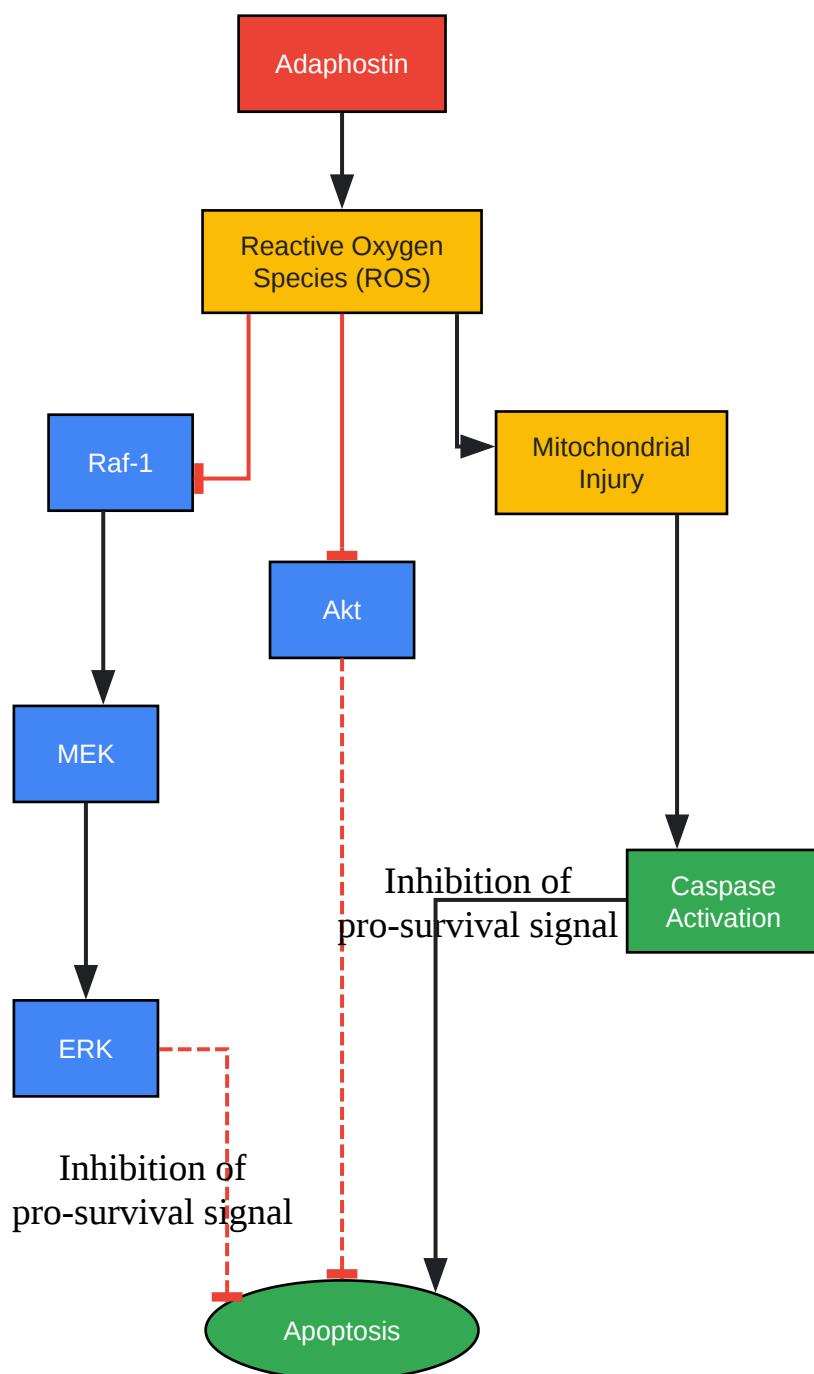 Adaphostin
Reactive Oxygen
Species (ROS)
Raf-1
Mitochondrial
Injury
Akt
MEK
Inhibition of
pro-survival signal
Caspase
Activation
ERK
Inhibition of
pro-survival signal
Apoptosis